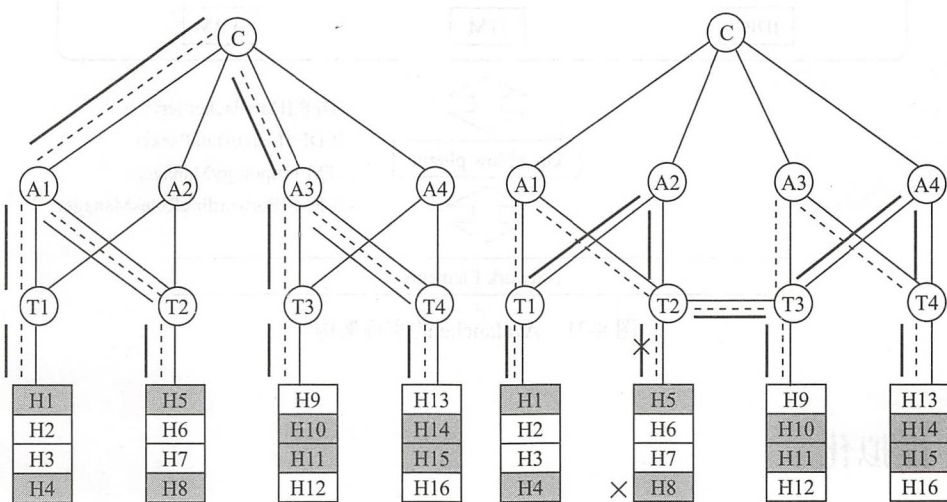 C C
A1 A2 A3 A4 A1 A2 A3 A4
T1 T2 T3 T4 T1 T2 T3 T4
H1 H5 H9 H13 H1 H5 H9 H13
H2 H6 H10 H14 H2 H6 H10 H14
H3 H7 H11 H15 H3 H7 H11 H15
H4 H8 H12 H16 H4 H8 H12 H16